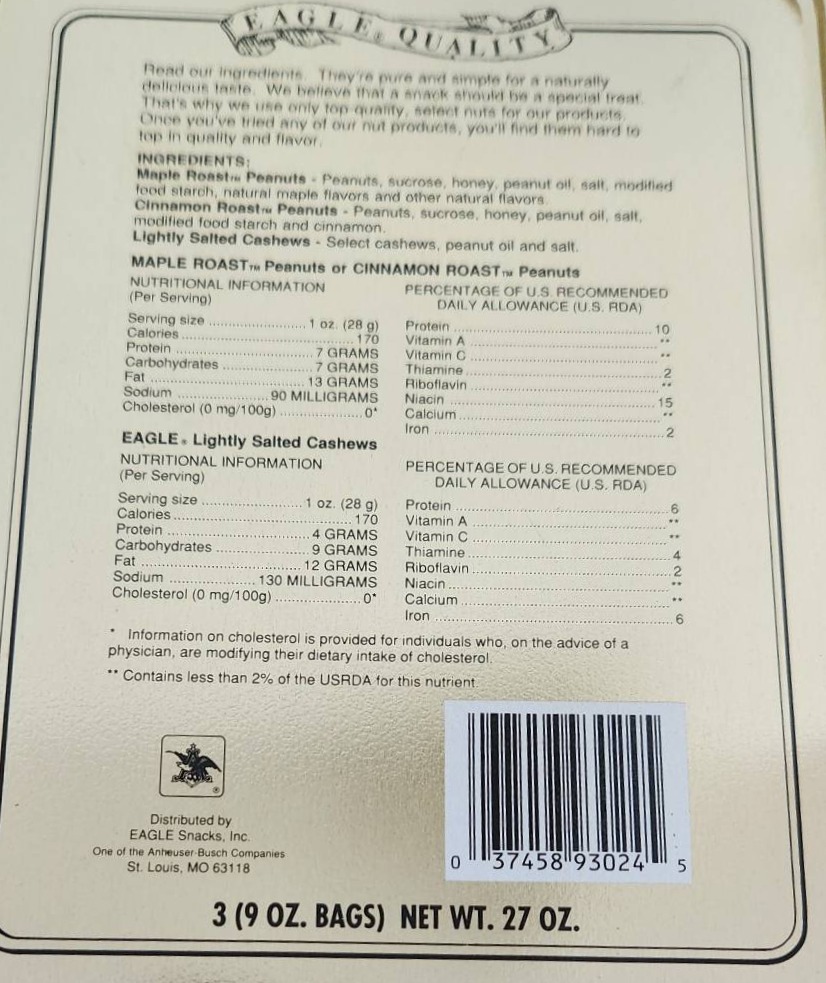 EAGLE® QUALITY
Read our ingredients. They're pure and simple for a naturally
delicious taste. We believe that a snack should be a special treat.
That's why we use only top quality, select nuts for our products.
Once you've tried any of our nut products, you'll find them hard to
top in quality and flavor.
INGREDIENTS:
Maple Roast™ Peanuts - Peanuts, sucrose, honey, peanut oil, salt, modified
food starch, natural maple flavors and other natural flavors.
Cinnamon Roast™ Peanuts - Peanuts, sucrose, honey, peanut oil, salt,
modified food starch and cinnamon.
Lightly Salted Cashews - Select cashews, peanut oil and salt.
MAPLE ROAST™ Peanuts or CINNAMON ROAST™ Peanuts
NUTRITIONAL INFORMATION
(Per Serving)
Serving size .................... 1 oz. (28 g)
Calories .................... 170
Protein .................... 7 GRAMS
Carbohydrates .................... 7 GRAMS
Fat .................... 13 GRAMS
Sodium .................... 90 MILLIGRAMS
Cholesterol (0 mg/100g) .................... 0*
PERCENTAGE OF U.S. RECOMMENDED
DAILY ALLOWANCE (U.S. RDA)
Protein .................... 10
Vitamin A .................... **
Vitamin C .................... **
Thiamine .................... 2
Riboflavin .................... **
Niacin .................... 15
Calcium .................... **
Iron .................... 2
EAGLE® Lightly Salted Cashews
NUTRITIONAL INFORMATION
(Per Serving)
Serving size .................... 1 oz. (28 g)
Calories .................... 170
Protein .................... 4 GRAMS
Carbohydrates .................... 9 GRAMS
Fat .................... 12 GRAMS
Sodium .................... 130 MILLIGRAMS
Cholesterol (0 mg/100g) .................... 0*
PERCENTAGE OF U.S. RECOMMENDED
DAILY ALLOWANCE (U.S. RDA)
Protein .................... 6
Vitamin A .................... **
Vitamin C .................... **
Thiamine .................... 4
Riboflavin .................... 2
Niacin .................... **
Calcium .................... **
Iron .................... 6
* Information on cholesterol is provided for individuals who, on the advice of a
physician, are modifying their dietary intake of cholesterol.
** Contains less than 2% of the USRDA for this nutrient
®
Distributed by
EAGLE Snacks, Inc.
One of the Anheuser-Busch Companies
St. Louis, MO 63118
0 37458 93024 5
3 (9 OZ. BAGS) NET WT. 27 OZ.